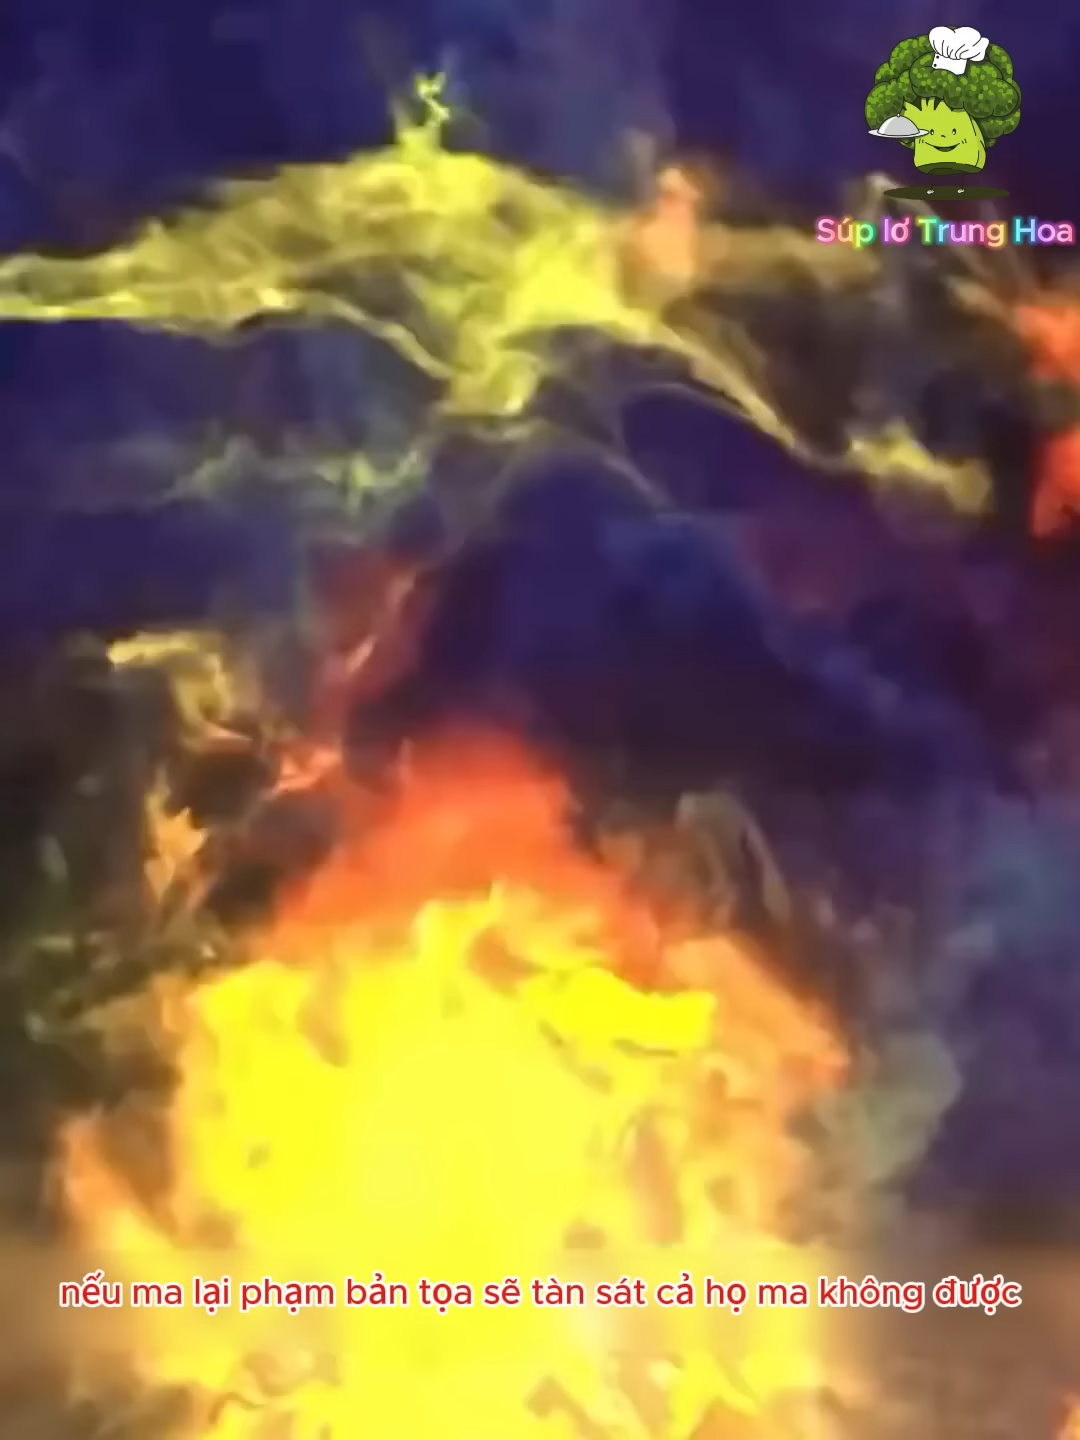 Súp lơ Trung Hoa
nếu ma lại phạm bản tọa sẽ tàn sát cả họ ma không được